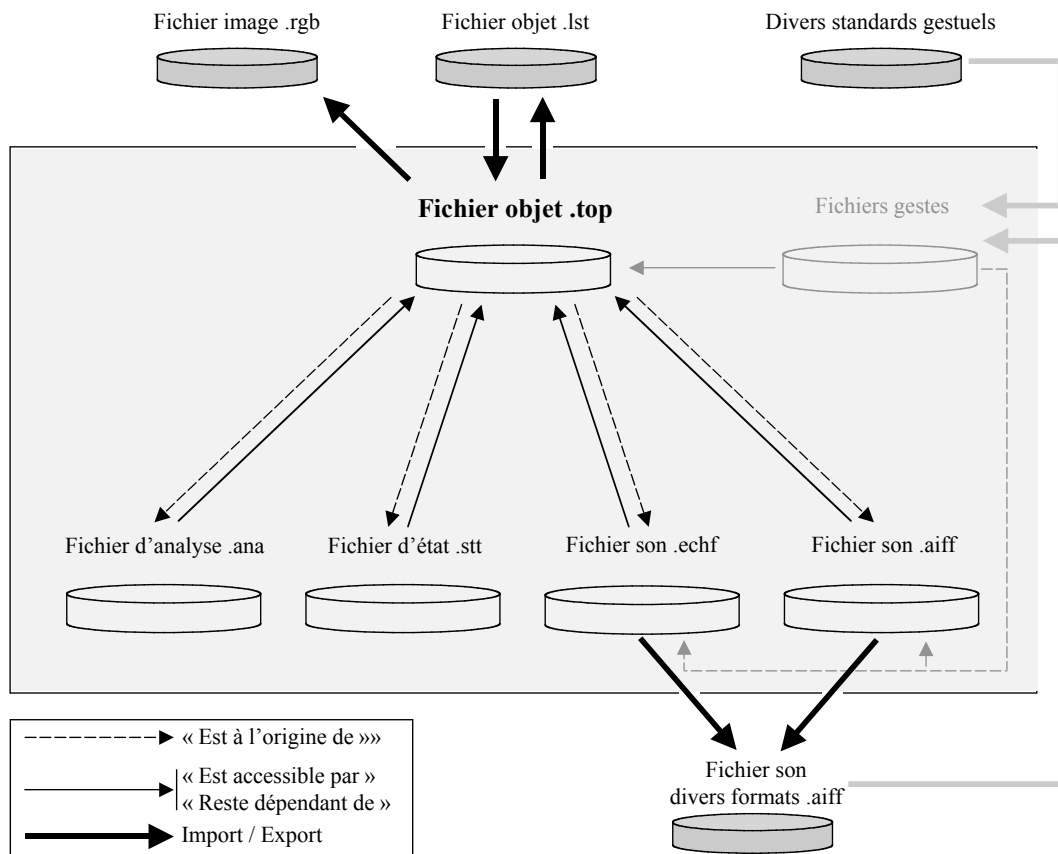 Fichier image .rgb
Fichier objet .lst
Divers standards gestuels
Fichier objet .top
Fichiers gestes
Fichier d’analyse .ana
Fichier d’état .stt
Fichier son .echf
Fichier son .aiff
« Est à l’origine de »»
« Est accessible par »
« Reste dépendant de »
Import / Export
Fichier son
divers formats .aiff